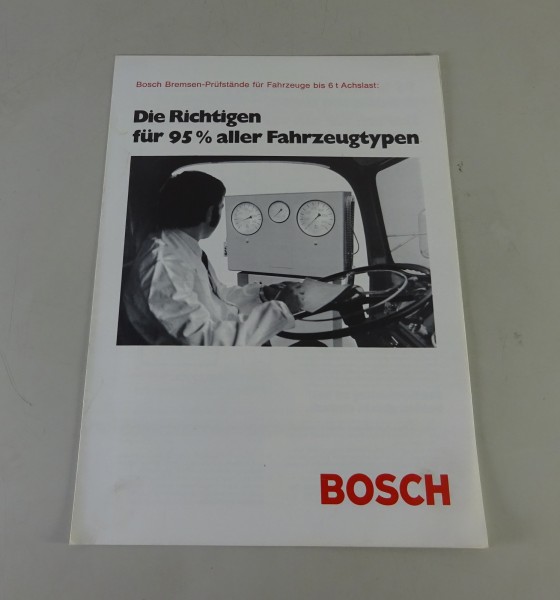 Bosch Bremsen-Prüfstände für Fahrzeuge bis 6 t Achslast:
Die Richtigen
für 95% aller Fahrzeugtypen
BOSCH